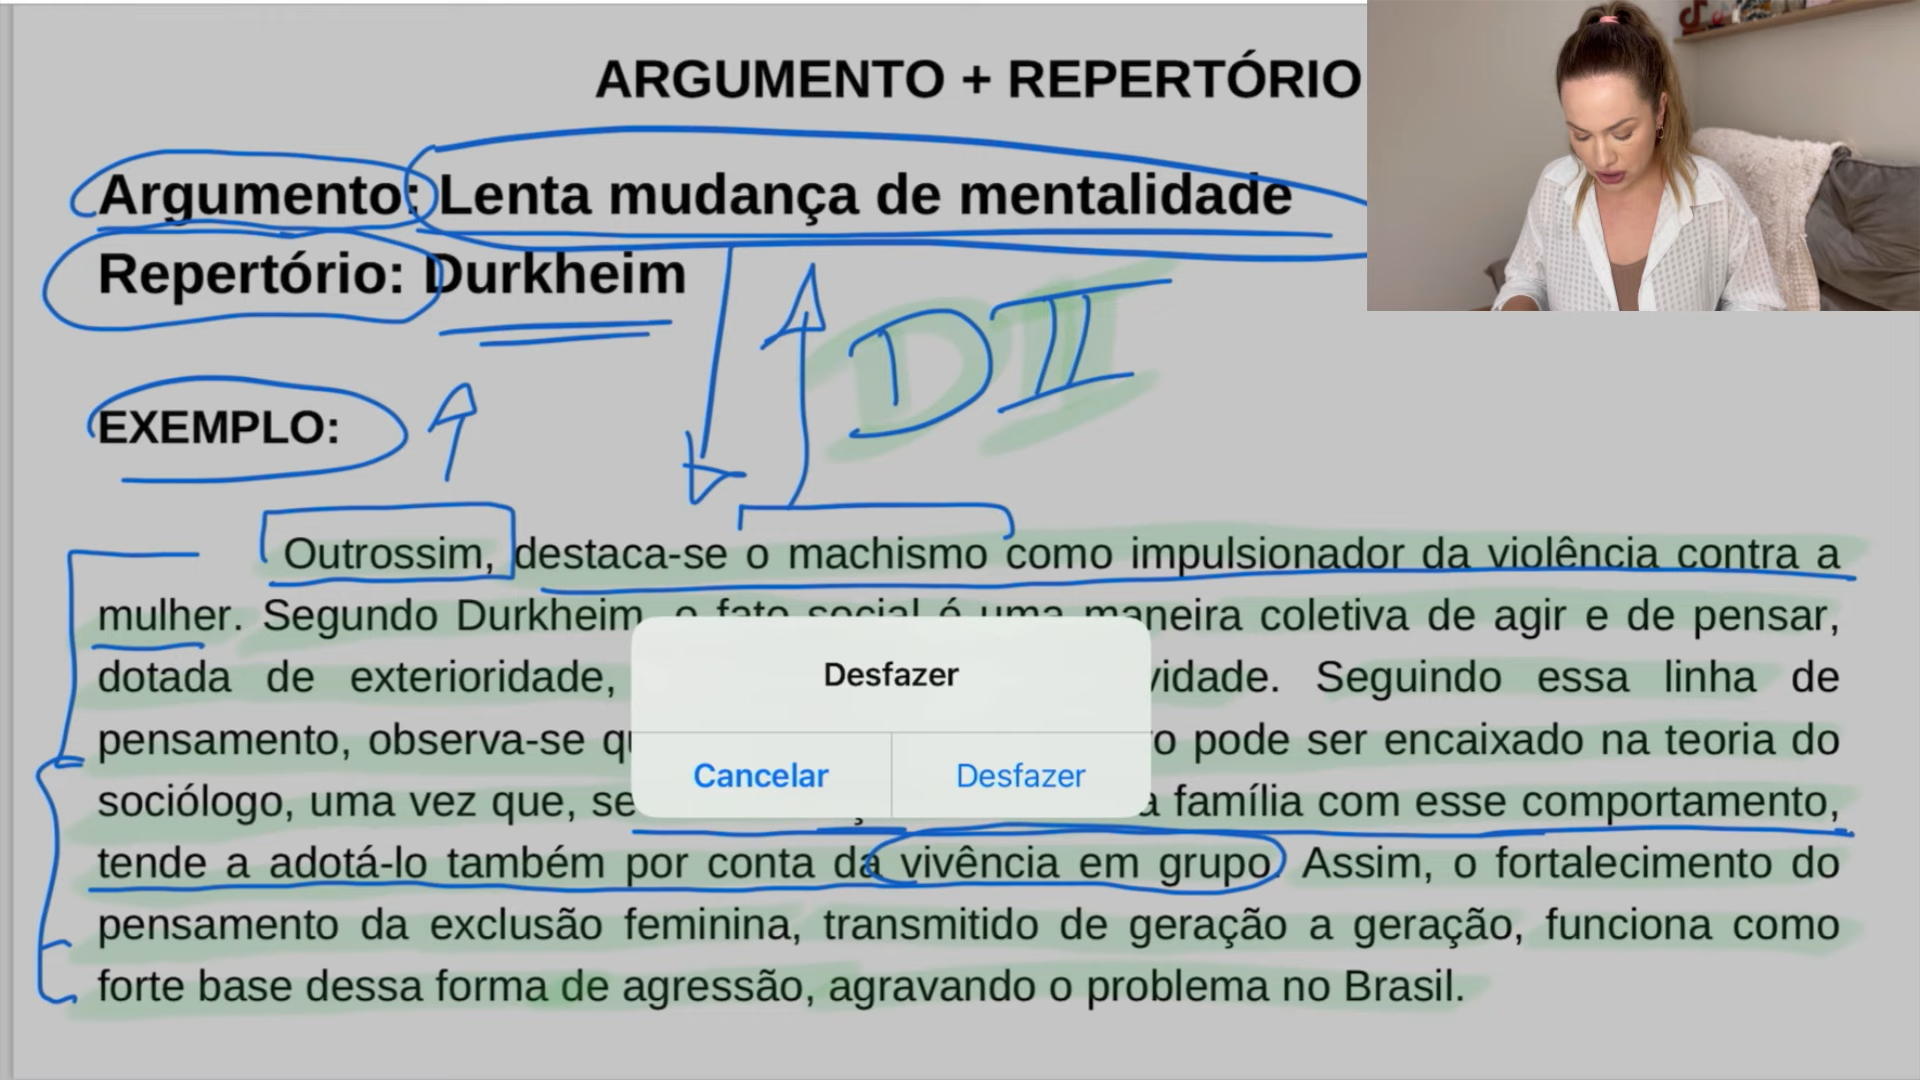 ARGUMENTO + REPERTÓRIO
Argumento: Lenta mudança de mentalidade
Repertório: Durkheim
DII
EXEMPLO:
Outrossim, destaca-se o machismo como impulsionador da violência contra a
mulher. Segundo Durkheim, o fato social é uma maneira coletiva de agir e de pensar,
dotada de exterioridade, vidade. Seguindo essa linha de
pensamento, observa-se pode ser encaixado na teoria do
sociólogo, uma vez que, a família com esse comportamento,
tende a adotá-lo também por conta da vivência em grupo. Assim, o fortalecimento do
pensamento da exclusão feminina, transmitido de geração a geração, funciona como
forte base dessa forma de agressão, agravando o problema no Brasil.
Desfazer
Cancelar Desfazer